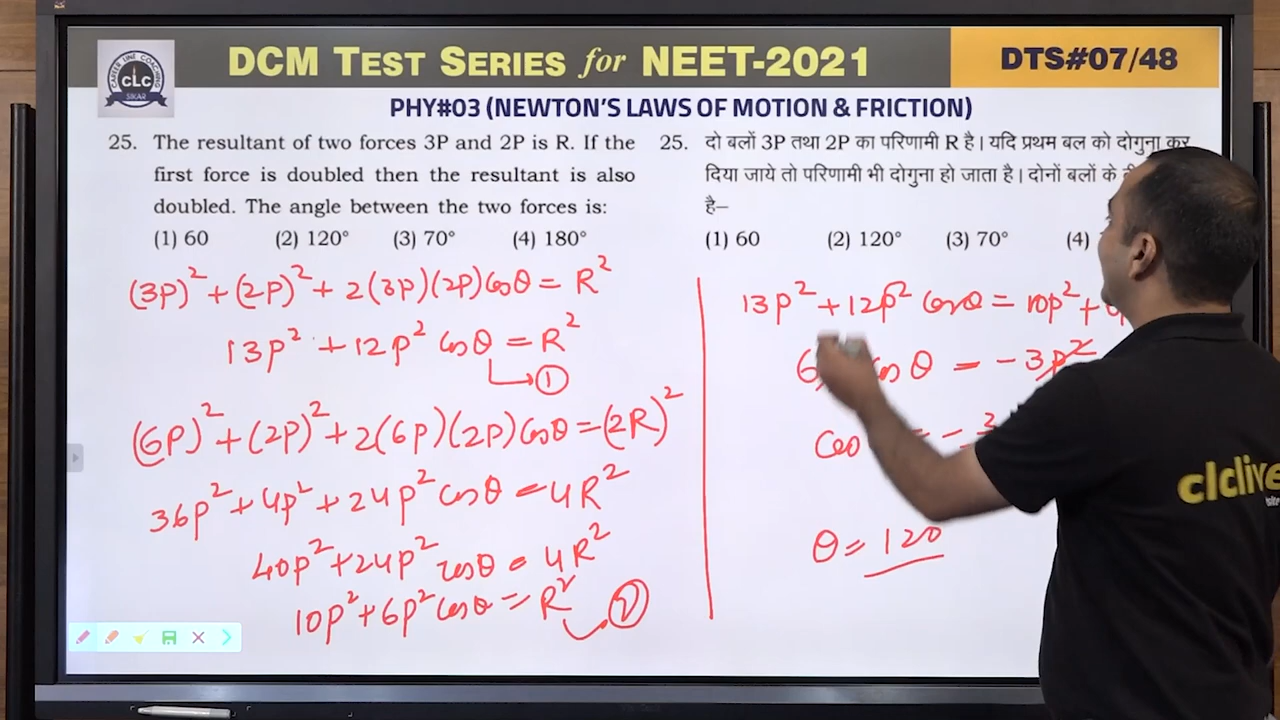 CAREER LINE COACHING
CLC
SIKAR
DCM TEST SERIES for NEET-2021
DTS#07/48
PHY#03 (NEWTON'S LAWS OF MOTION & FRICTION)
25. The resultant of two forces 3P and 2P is R. If the
first force is doubled then the resultant is also
doubled. The angle between the two forces is:
(1) 60 (2) 120° (3) 70° (4) 180°
25. दो बलों 3P तथा 2P का परिणामी R है। यदि प्रथम बल को दोगुना कर
दिया जाये तो परिणामी भी दोगुना हो जाता है। दोनों बलों के
है–
(1) 60 (2) 120° (3) 70° (4)
(3P)² + (2P)² + 2(3P)(2P)cosθ = R²
13P² + 12P² cosθ = R²
①
(6P)² + (2P)² + 2(6P)(2P)cosθ = (2R)²
36P² + 4P² + 24P² cosθ = 4R²
40P² + 24P² cosθ = 4R²
10P² + 6P² cosθ = R²
②
13P² + 12P² cosθ = 10P² +
θ = -3P²
θ = 120
clclive